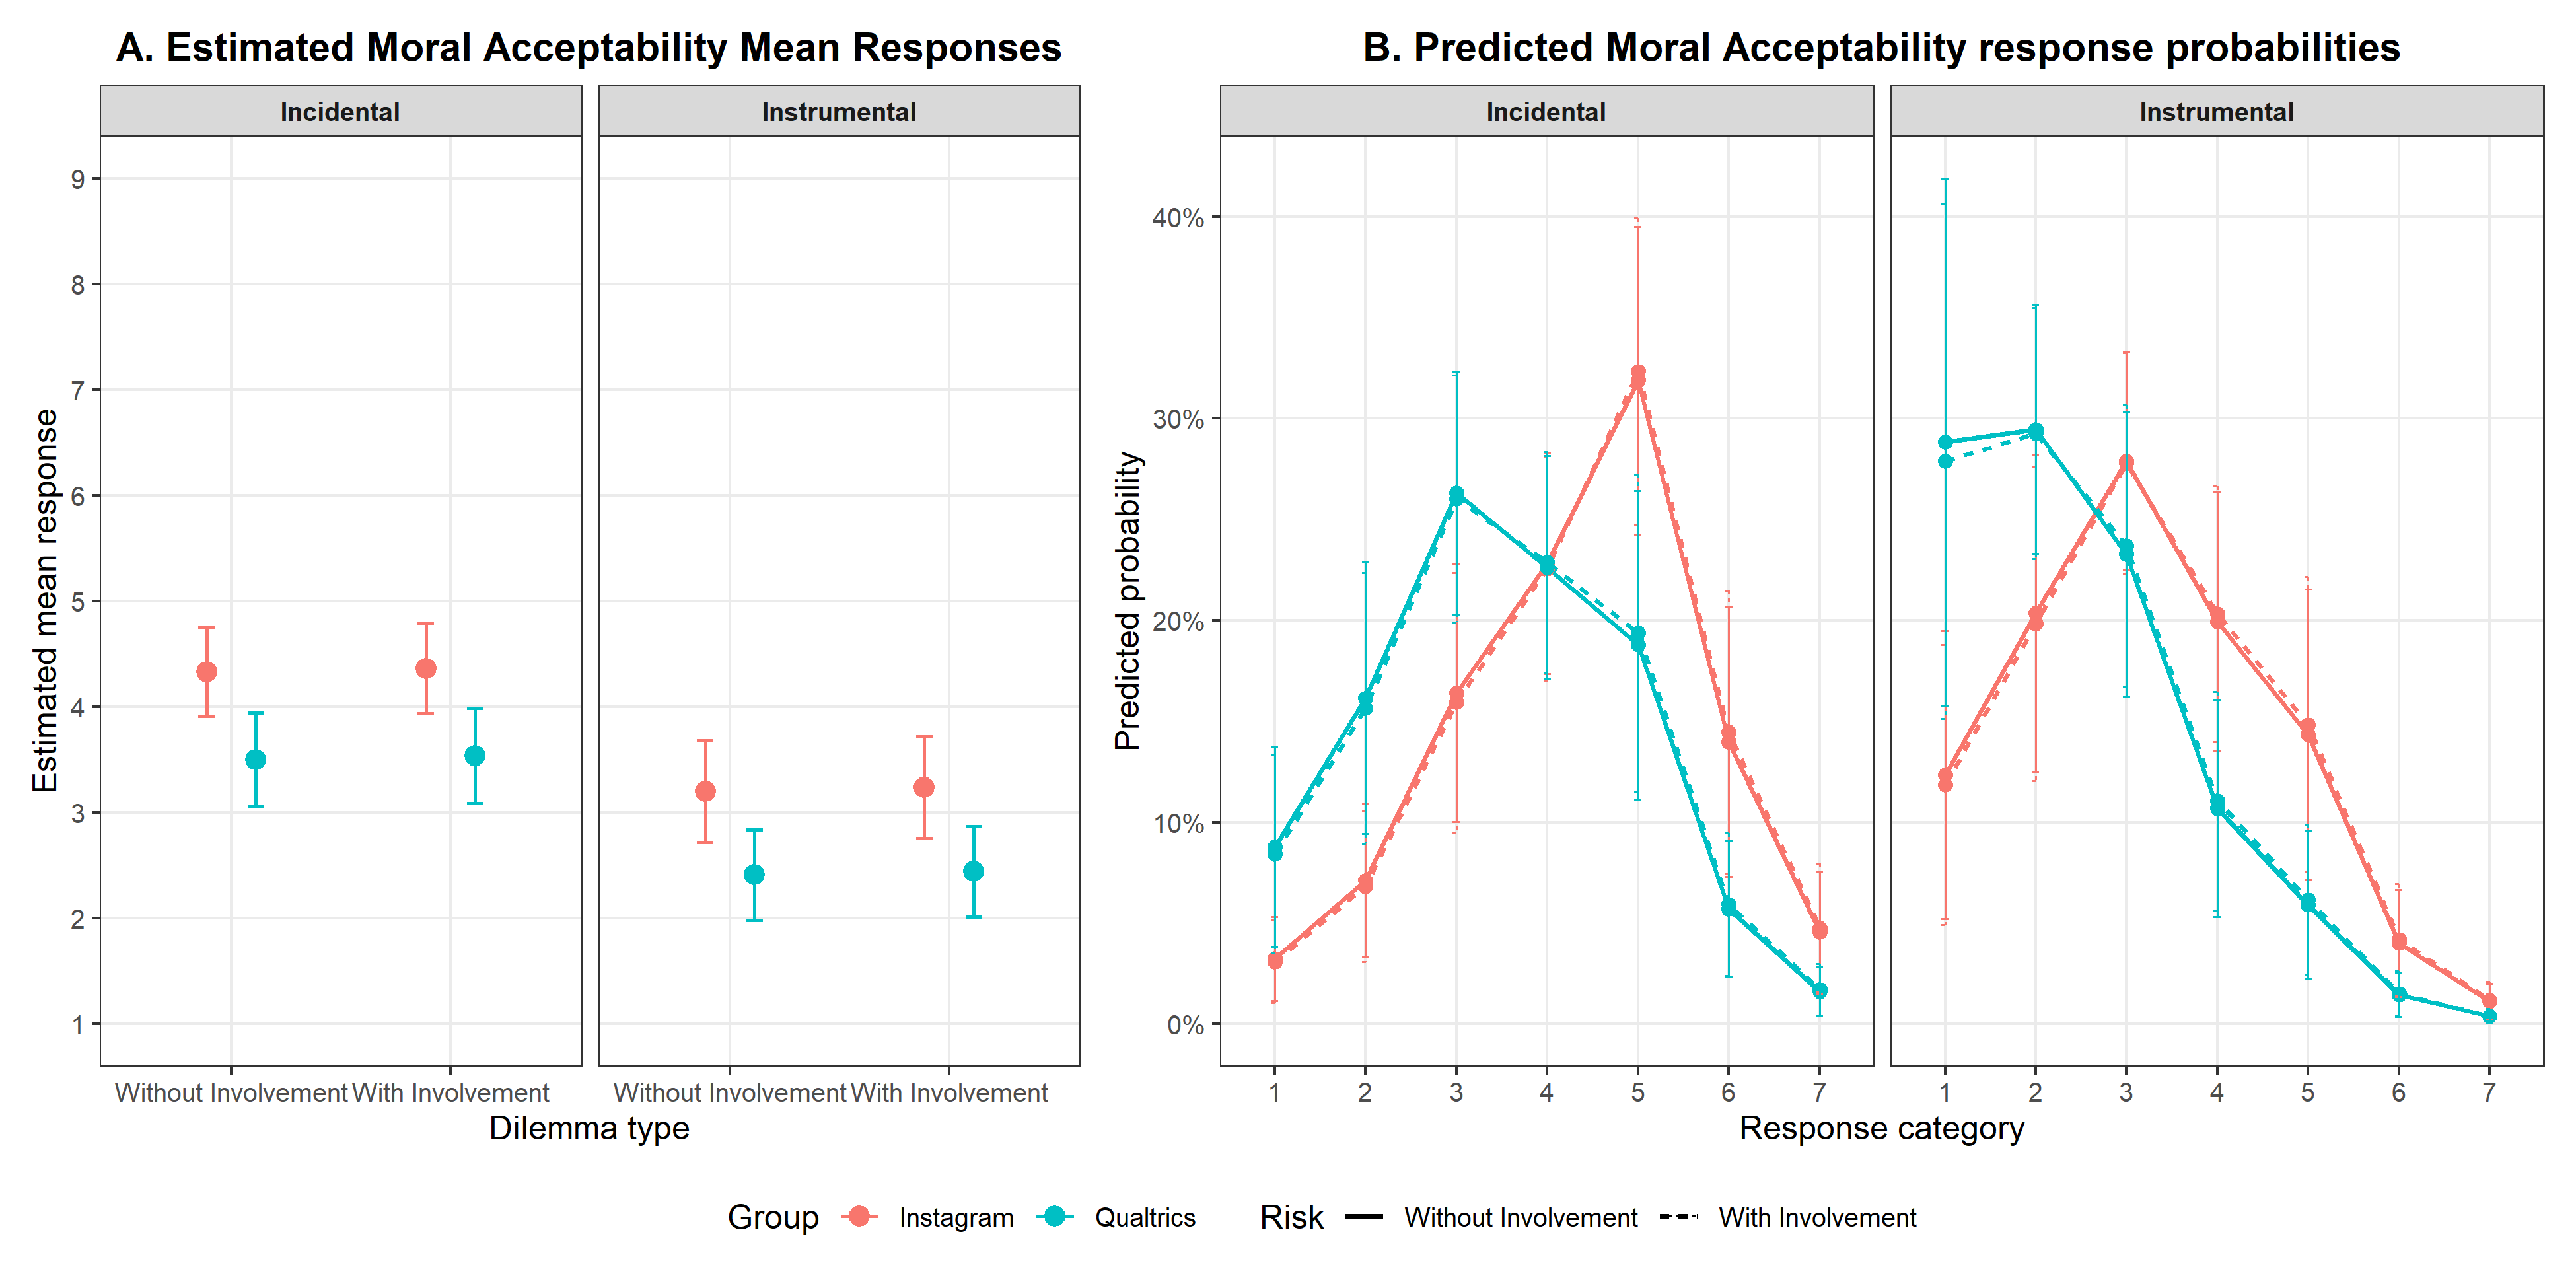 A. Estimated Moral Acceptability Mean Responses
Incidental
Instrumental
Estimated mean response
9
8
7
6
5
4
3
2
1
Without Involvement
With Involvement
Without Involvement
With Involvement
Dilemma type
B. Predicted Moral Acceptability response probabilities
Incidental
Instrumental
Predicted probability
40%
30%
20%
10%
0%
1 2 3 4 5 6 7
1 2 3 4 5 6 7
Response category
Group Instagram Qualtrics Risk Without Involvement With Involvement